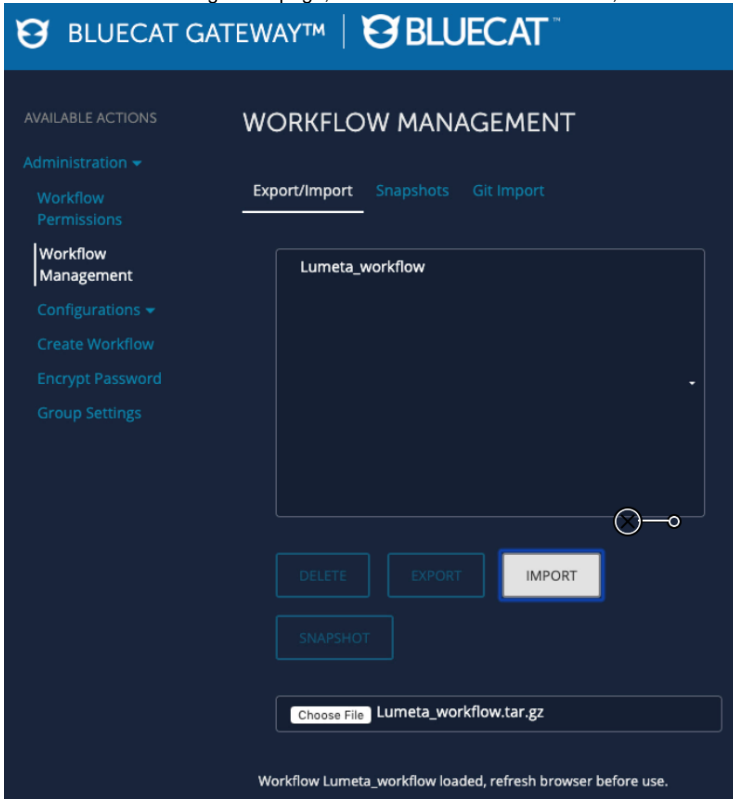 BLUECAT GATEWAY™ | BLUECAT™
AVAILABLE ACTIONS
WORKFLOW MANAGEMENT
Administration
Workflow Permissions
Workflow Management
Configurations
Create Workflow
Encrypt Password
Group Settings
Export/Import Snapshots Git Import
Lumeta_workflow
DELETE EXPORT IMPORT
SNAPSHOT
Choose File Lumeta_workflow.tar.gz
Workflow Lumeta_workflow loaded, refresh browser before use.